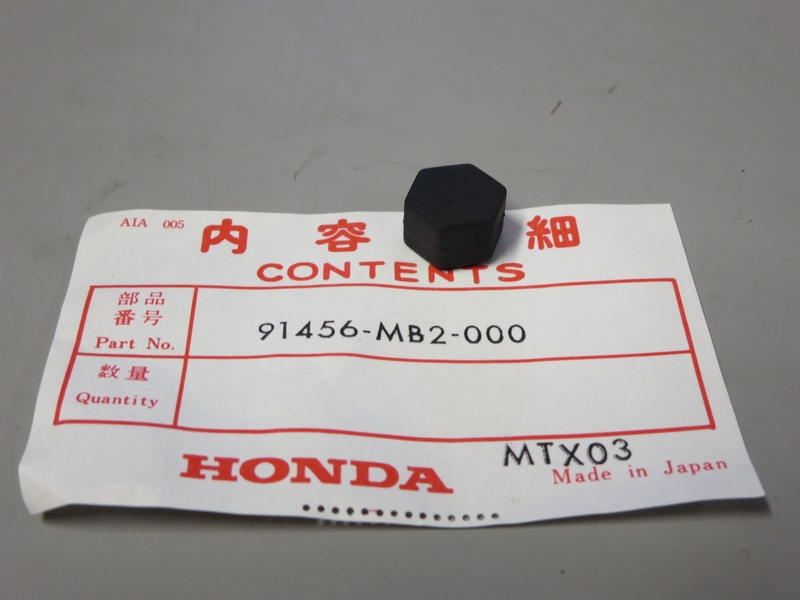 AIA 005
内容 細
CONTENTS
部品
番号
Part No.
91456-MB2-000
数量
Quantity
HONDA
MTX03
Made in Japan